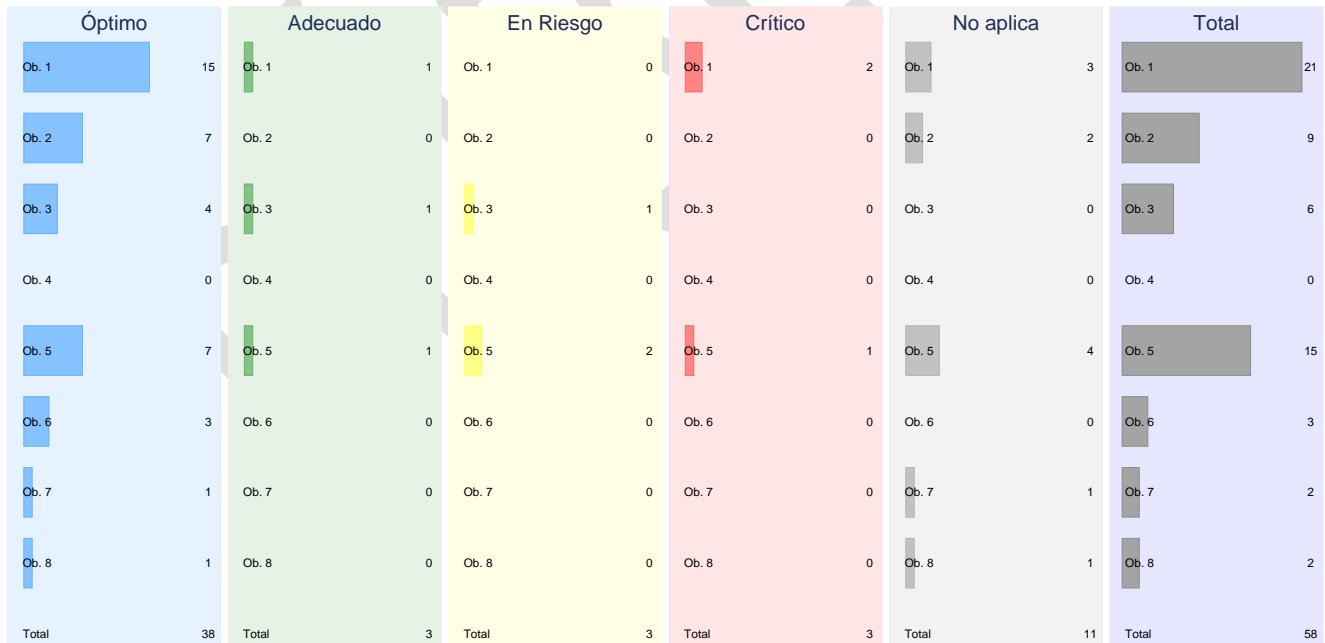 Óptimo Adecuado En Riesgo Crítico No aplica Total
Ob. 1 15 Ob. 1 1 Ob. 1 0 Ob. 1 2 Ob. 1 3 Ob. 1 21
Ob. 2 7 Ob. 2 0 Ob. 2 0 Ob. 2 0 Ob. 2 2 Ob. 2 9
Ob. 3 4 Ob. 3 1 Ob. 3 1 Ob. 3 0 Ob. 3 0 Ob. 3 6
Ob. 4 0 Ob. 4 0 Ob. 4 0 Ob. 4 0 Ob. 4 0 Ob. 4 0
Ob. 5 7 Ob. 5 1 Ob. 5 2 Ob. 5 1 Ob. 5 4 Ob. 5 15
Ob. 6 3 Ob. 6 0 Ob. 6 0 Ob. 6 0 Ob. 6 0 Ob. 6 3
Ob. 7 1 Ob. 7 0 Ob. 7 0 Ob. 7 0 Ob. 7 1 Ob. 7 2
Ob. 8 1 Ob. 8 0 Ob. 8 0 Ob. 8 0 Ob. 8 1 Ob. 8 2
Total 38 Total 3 Total 3 Total 3 Total 11 Total 58